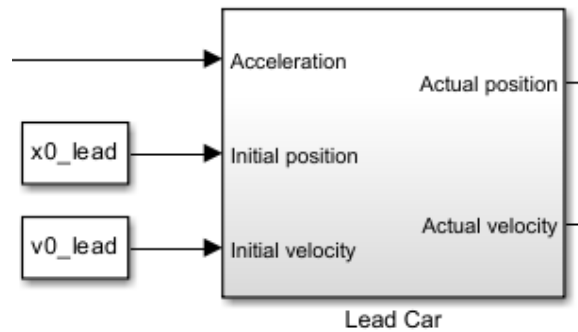 Acceleration
Actual position
x0_lead
Initial position
Actual velocity
v0_lead
Initial velocity
Lead Car